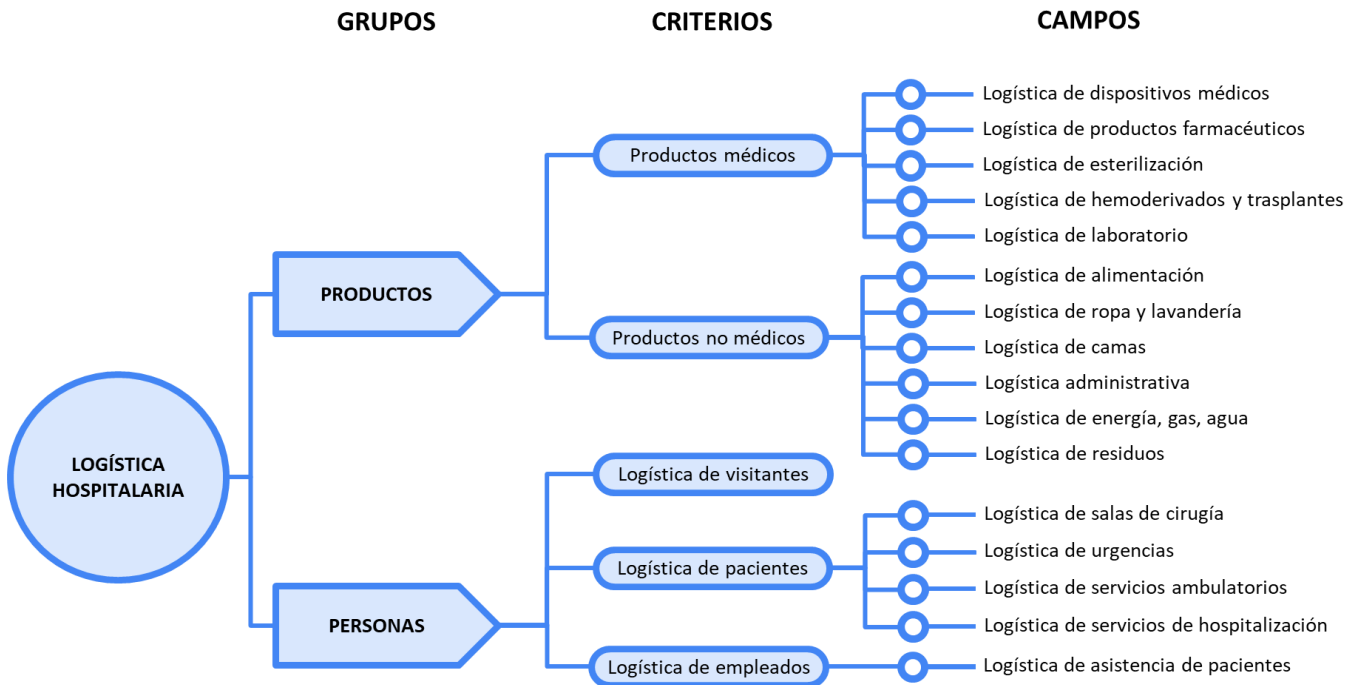 GRUPOS
CRITERIOS
CAMPOS
LOGÍSTICA
HOSPITALARIA
PRODUCTOS
Productos médicos
Logística de dispositivos médicos
Logística de productos farmacéuticos
Logística de esterilización
Logística de hemoderivados y trasplantes
Logística de laboratorio
Productos no médicos
Logística de alimentación
Logística de ropa y lavandería
Logística de camas
Logística administrativa
Logística de energía, gas, agua
Logística de residuos
PERSONAS
Logística de visitantes
Logística de pacientes
Logística de salas de cirugía
Logística de urgencias
Logística de servicios ambulatorios
Logística de servicios de hospitalización
Logística de empleados
Logística de asistencia de pacientes